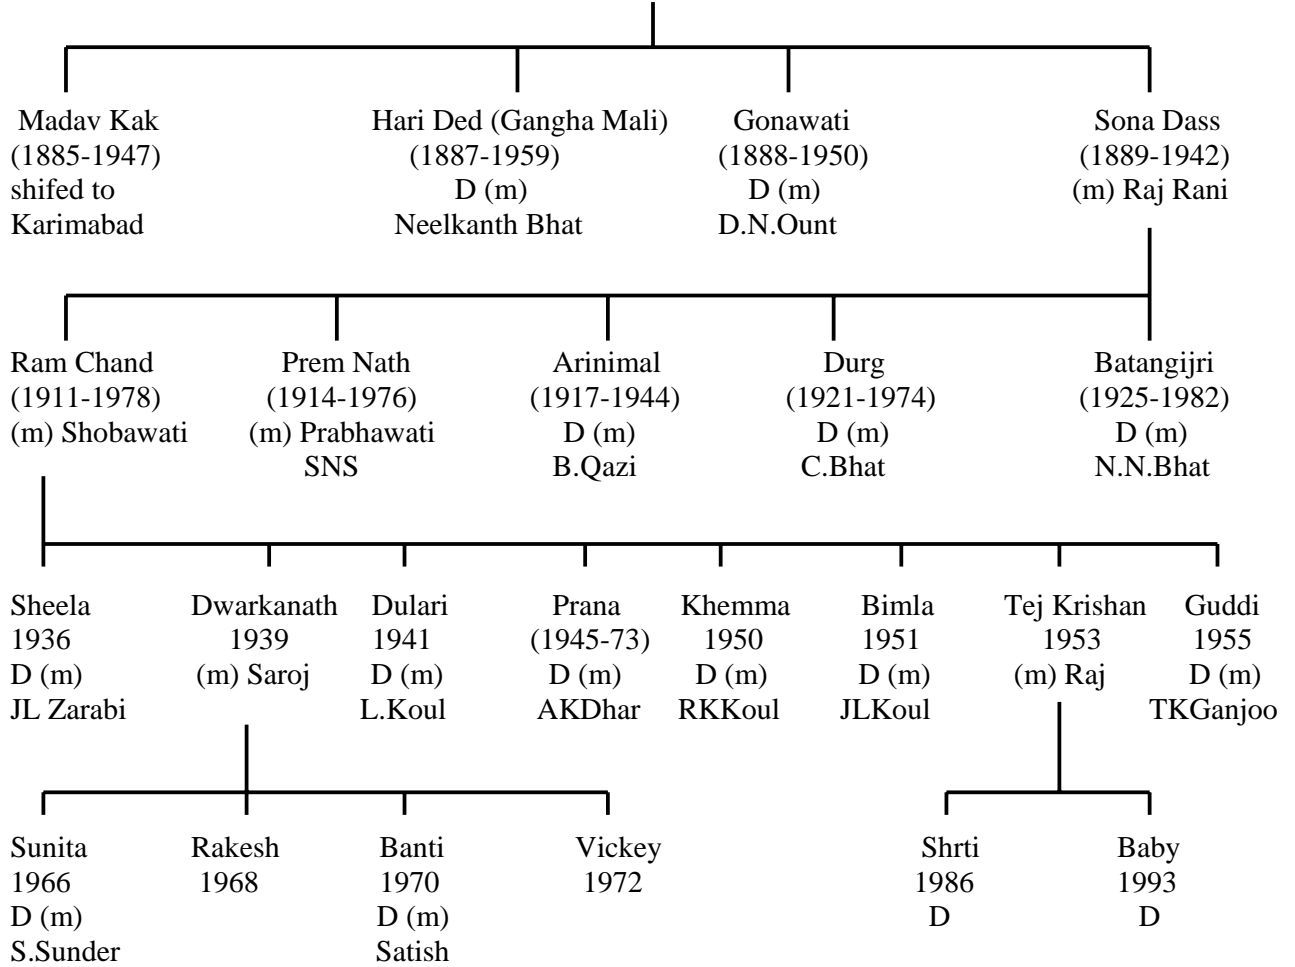 Madav Kak Hari Ded (Gangha Mali) Gonawati Sona Dass
(1885-1947) (1887-1959) (1888-1950) (1889-1942)
shifed to D (m) D (m) (m) Raj Rani
Karimabad Neelkanth Bhat D.N.Ount
Ram Chand Prem Nath Arinimal Durg Batangijri
(1911-1978) (1914-1976) (1917-1944) (1921-1974) (1925-1982)
(m) Shobawati (m) Prabhawati D (m) D (m) D (m)
SNS B.Qazi C.Bhat N.N.Bhat
Sheela Dwarkanath Dulari Prana Khemma Bimla Tej Krishan Guddi
1936 1939 1941 (1945-73) 1950 1951 1953 1955
D (m) (m) Saroj D (m) D (m) D (m) D (m) (m) Raj D (m)
JL Zarabi L.Koul AKDhar RKKoul JLKoul TKGanjoo
Sunita Rakesh Banti Vickey Shrti Baby
1966 1968 1970 1972 1986 1993
D (m) D (m) D D
S.Sunder Satish